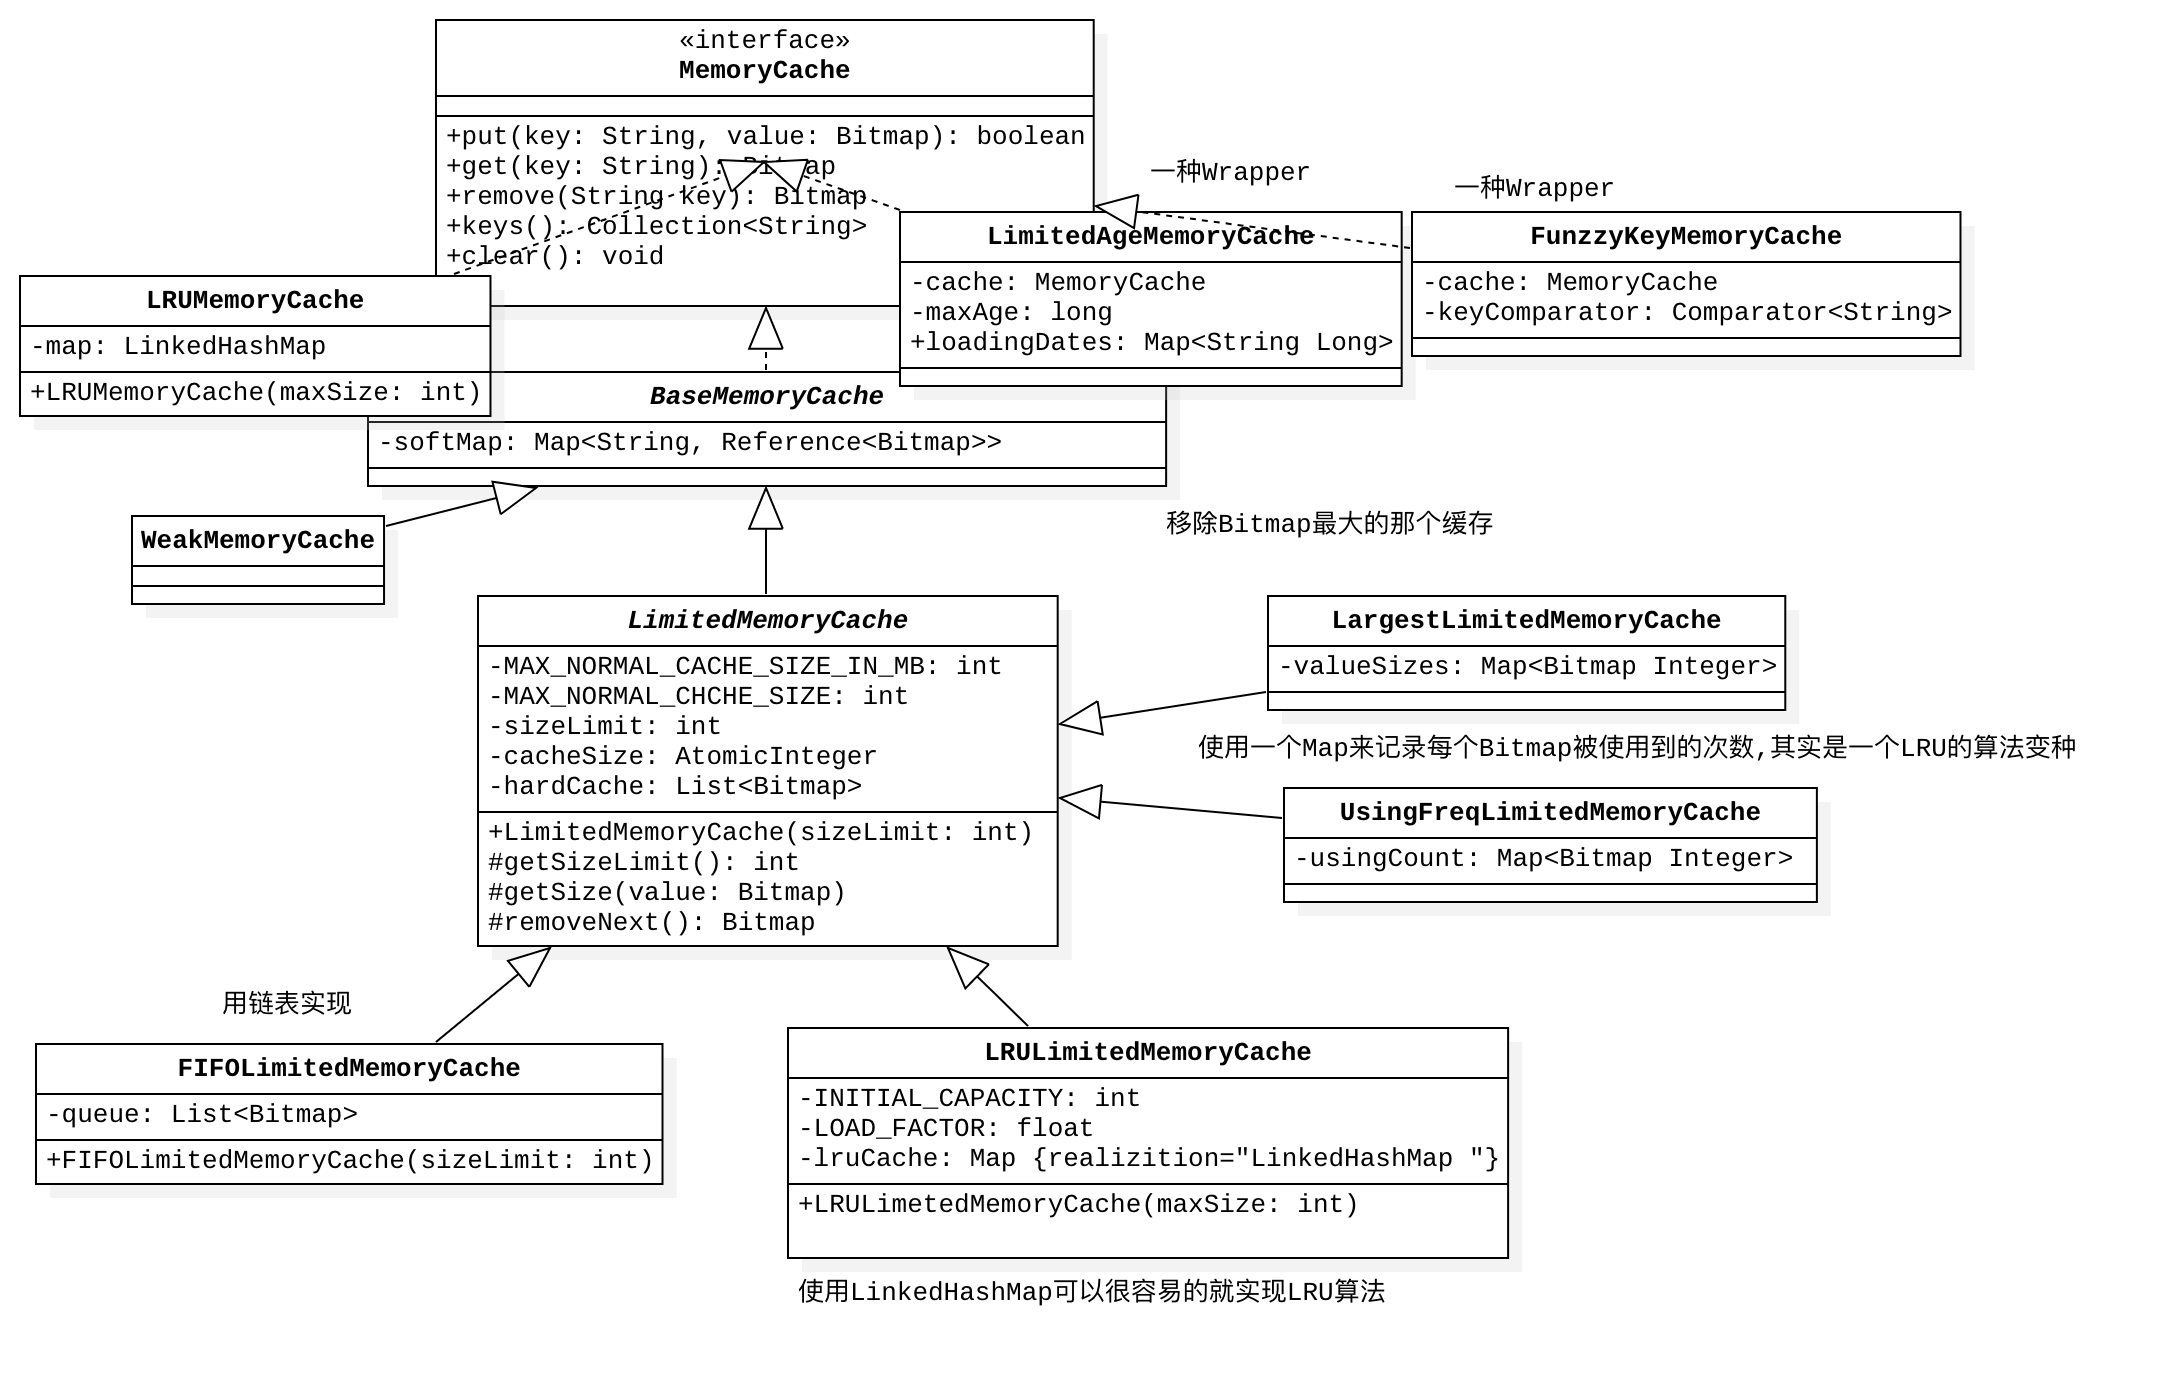 «interface»
MemoryCache
+put(key: String, value: Bitmap): boolean
+get(key: String): Bitmap
+remove(String key): Bitmap
+keys(): Collection<String>
+clear(): void
一种Wrapper
一种Wrapper
LimitedAgeMemoryCache
-cache: MemoryCache
-maxAge: long
+loadingDates: Map<String Long>
FunzzyKeyMemoryCache
-cache: MemoryCache
-keyComparator: Comparator<String>
LRUMemoryCache
-map: LinkedHashMap
+LRUMemoryCache(maxSize: int)
BaseMemoryCache
-softMap: Map<String, Reference<Bitmap>>
WeakMemoryCache
移除Bitmap最大的那个缓存
LimitedMemoryCache
-MAX_NORMAL_CACHE_SIZE_IN_MB: int
-MAX_NORMAL_CHCHE_SIZE: int
-sizeLimit: int
-cacheSize: AtomicInteger
-hardCache: List<Bitmap>
+LimitedMemoryCache(sizeLimit: int)
#getSizeLimit(): int
#getSize(value: Bitmap)
#removeNext(): Bitmap
LargestLimitedMemoryCache
-valueSizes: Map<Bitmap Integer>
使用一个Map来记录每个Bitmap被使用到的次数,其实是一个LRU的算法变种
UsingFreqLimitedMemoryCache
-usingCount: Map<Bitmap Integer>
用链表实现
FIFOLimitedMemoryCache
-queue: List<Bitmap>
+FIFOLimitedMemoryCache(sizeLimit: int)
LRULimitedMemoryCache
-INITIAL_CAPACITY: int
-LOAD_FACTOR: float
-lruCache: Map {realizition="LinkedHashMap "}
+LRULimetedMemoryCache(maxSize: int)
使用LinkedHashMap可以很容易的就实现LRU算法